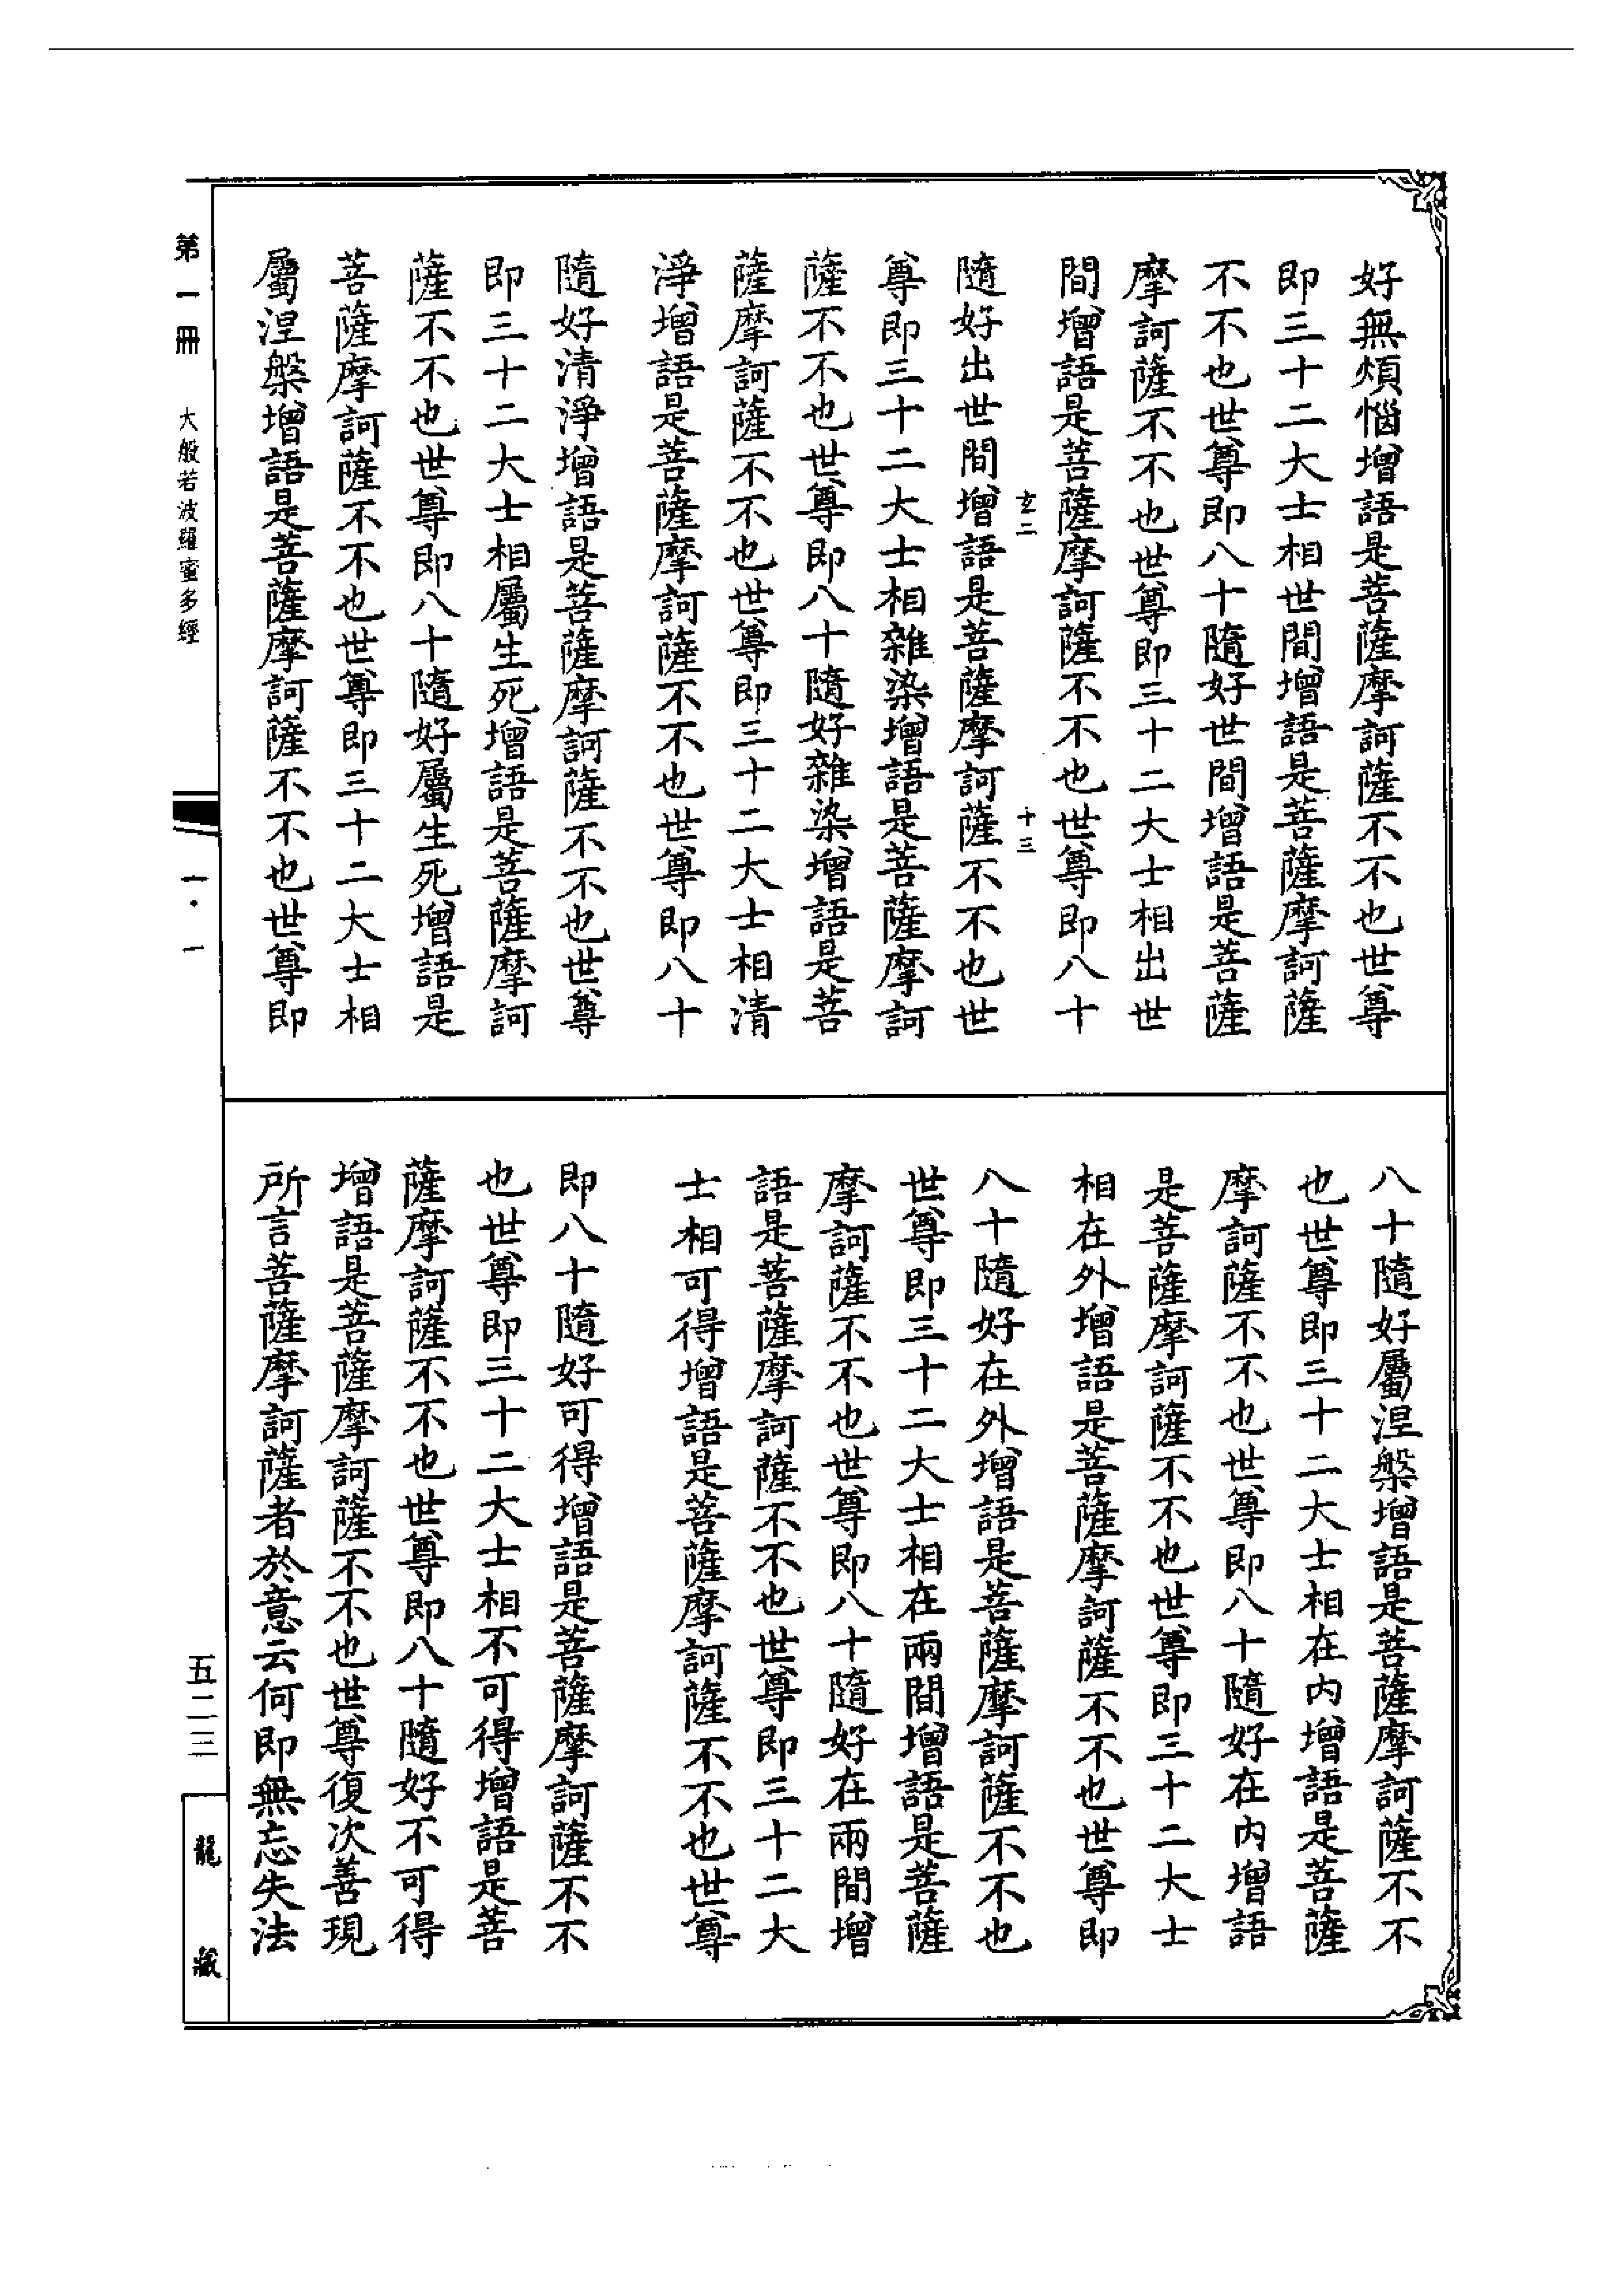 好無煩惱增語是菩薩摩訶薩不不也世尊
即三十二大士相世間增語是菩薩摩訶薩
不不也世尊即八十隨好世間增語是菩薩
摩訶薩不不也世尊即三十二大士相出世
間增語是菩薩摩訶薩不不也世尊即八十
玄二 十三
隨好出世間增語是菩薩摩訶薩不不也世
尊即三十二大士相雜染增語是菩薩摩訶
薩不不也世尊即八十隨好雜染增語是菩
薩摩訶薩不不也世尊即三十二大士相清
淨增語是菩薩摩訶薩不不也世尊即八十
隨好清淨增語是菩薩摩訶薩不不也世尊
即三十二大士相屬生死增語是菩薩摩訶
薩不不也世尊即八十隨好屬生死增語是
菩薩摩訶薩不不也世尊即三十二大士相
屬涅槃增語是菩薩摩訶薩不不也世尊即
八十隨好屬涅槃增語是菩薩摩訶薩不不
也世尊即三十二大士相在內增語是菩薩
摩訶薩不不也世尊即八十隨好在內增語
是菩薩摩訶薩不不也世尊即三十二大士
相在外增語是菩薩摩訶薩不不也世尊即
八十隨好在外增語是菩薩摩訶薩不不也
世尊即三十二大士相在兩間增語是菩薩
摩訶薩不不也世尊即八十隨好在兩間增
語是菩薩摩訶薩不不也世尊即三十二大
士相可得增語是菩薩摩訶薩不不也世尊
即八十隨好可得增語是菩薩摩訶薩不不
也世尊即三十二大士相不可得增語是菩
薩摩訶薩不不也世尊即八十隨好不可得
增語是菩薩摩訶薩不不也世尊復次善現
所言菩薩摩訶薩者於意云何即無忘失法
第一冊 大般若波羅蜜多經 一·一 五二三
龍藏